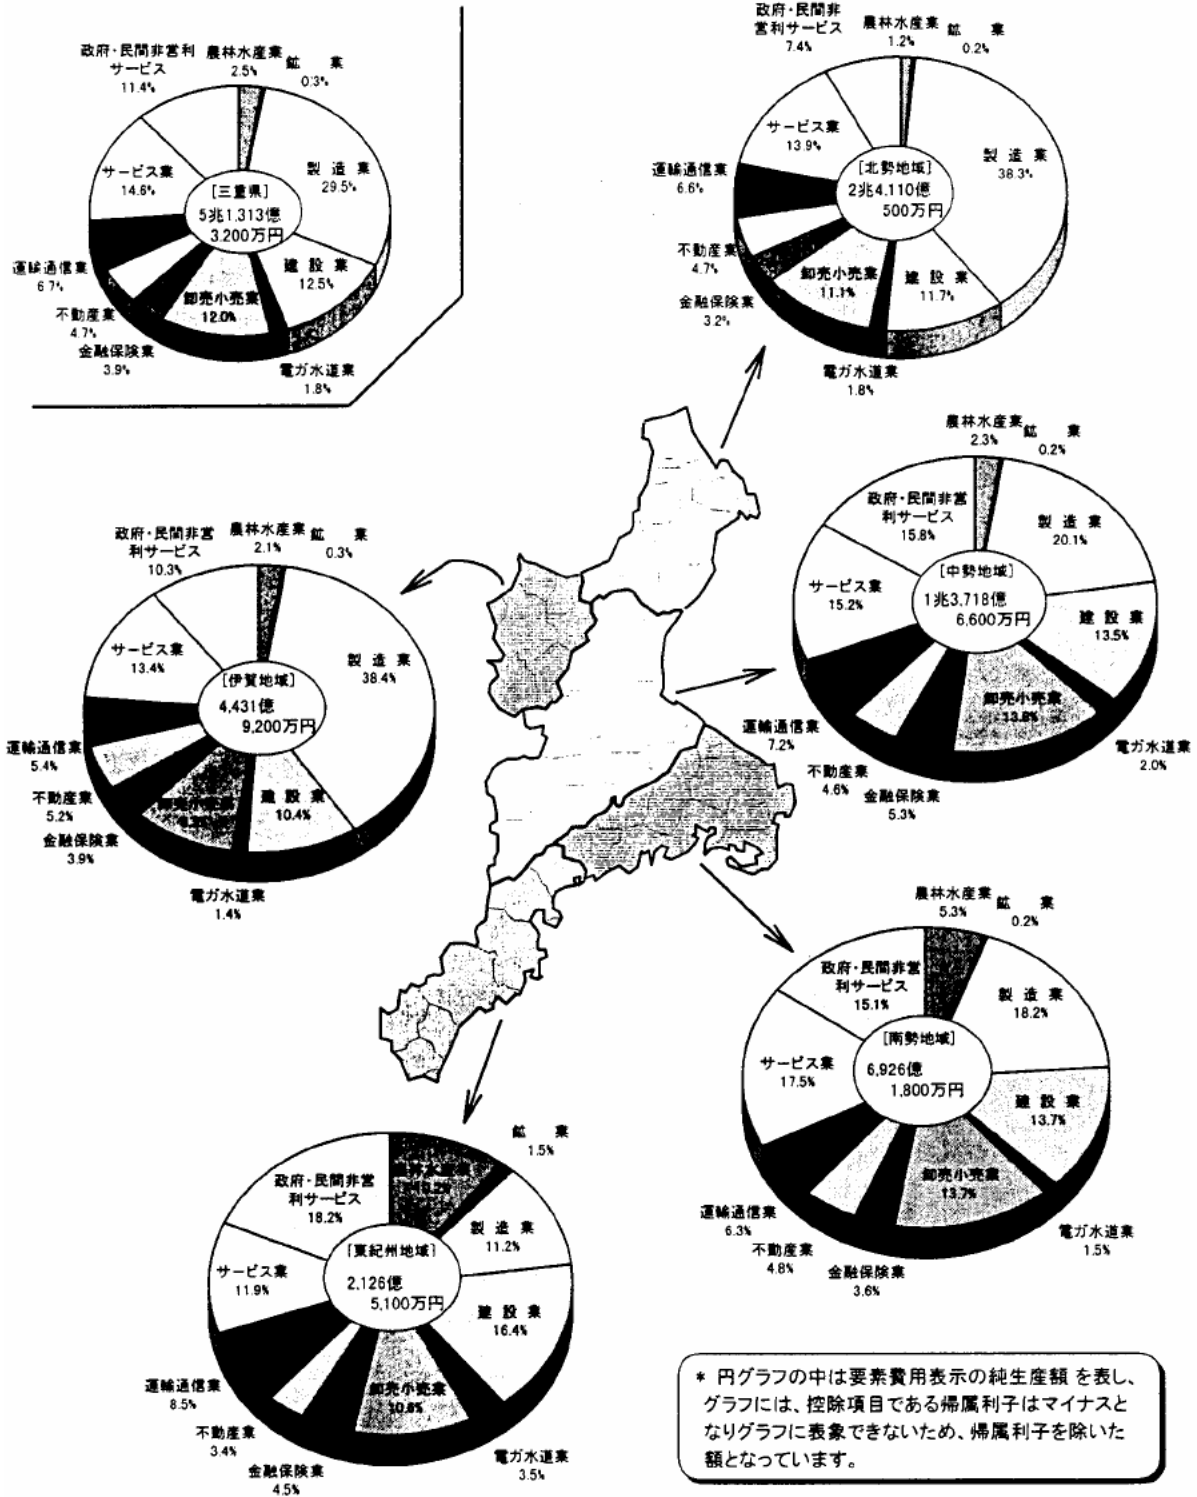 政府・民間非営利
サービス
11.4%
農林水産業
2.5%
鉱 業
0.3%
製 造 業
29.5%
建 設 業
12.5%
電ガ水道業
1.8%
卸売小売業
12.0%
金融保険業
3.9%
不動産業
4.7%
運輸通信業
6.7%
サービス業
14.6%
[三重県]
5兆1,313億
3,200万円
政府・民間非
営利サービス
7.4%
農林水産業
1.2%
鉱 業
0.2%
製 造 業
38.3%
建 設 業
11.7%
電ガ水道業
1.8%
卸売小売業
11.1%
金融保険業
3.2%
不動産業
4.7%
運輸通信業
6.6%
サービス業
13.9%
[北勢地域]
2兆4,110億
500万円
政府・民間非営
利サービス
10.3%
農林水産業
2.1%
鉱 業
0.3%
製 造 業
38.4%
建 設 業
10.4%
電ガ水道業
1.4%
卸売小売業
金融保険業
3.9%
不動産業
5.2%
運輸通信業
5.4%
サービス業
13.4%
[伊賀地域]
4,431億
9,200万円
政府・民間非営
利サービス
15.8%
農林水産業
2.3%
鉱 業
0.2%
製 造 業
20.1%
建 設 業
13.5%
電ガ水道業
2.0%
卸売小売業
13.8%
金融保険業
5.3%
不動産業
4.6%
運輸通信業
7.2%
サービス業
15.2%
[中勢地域]
1兆3,718億
6,600万円
政府・民間非営
利サービス
15.1%
農林水産業
5.3%
鉱 業
0.2%
製 造 業
18.2%
建 設 業
13.7%
電ガ水道業
1.5%
卸売小売業
13.7%
金融保険業
3.6%
不動産業
4.8%
運輸通信業
6.3%
サービス業
17.5%
[南勢地域]
6,926億
1,800万円
政府・民間非営
利サービス
18.2%
農林水産業
鉱 業
1.5%
製 造 業
11.2%
建 設 業
16.4%
電ガ水道業
3.5%
卸売小売業
金融保険業
4.5%
不動産業
3.4%
運輸通信業
8.5%
サービス業
11.9%
[東紀州地域]
2,126億
5,100万円
* 円グラフの中は要素費用表示の純生産額を表し、
グラフには、控除項目である帰属利子はマイナスと
なりグラフに表象できないため、帰属利子を除いた
額となっています。